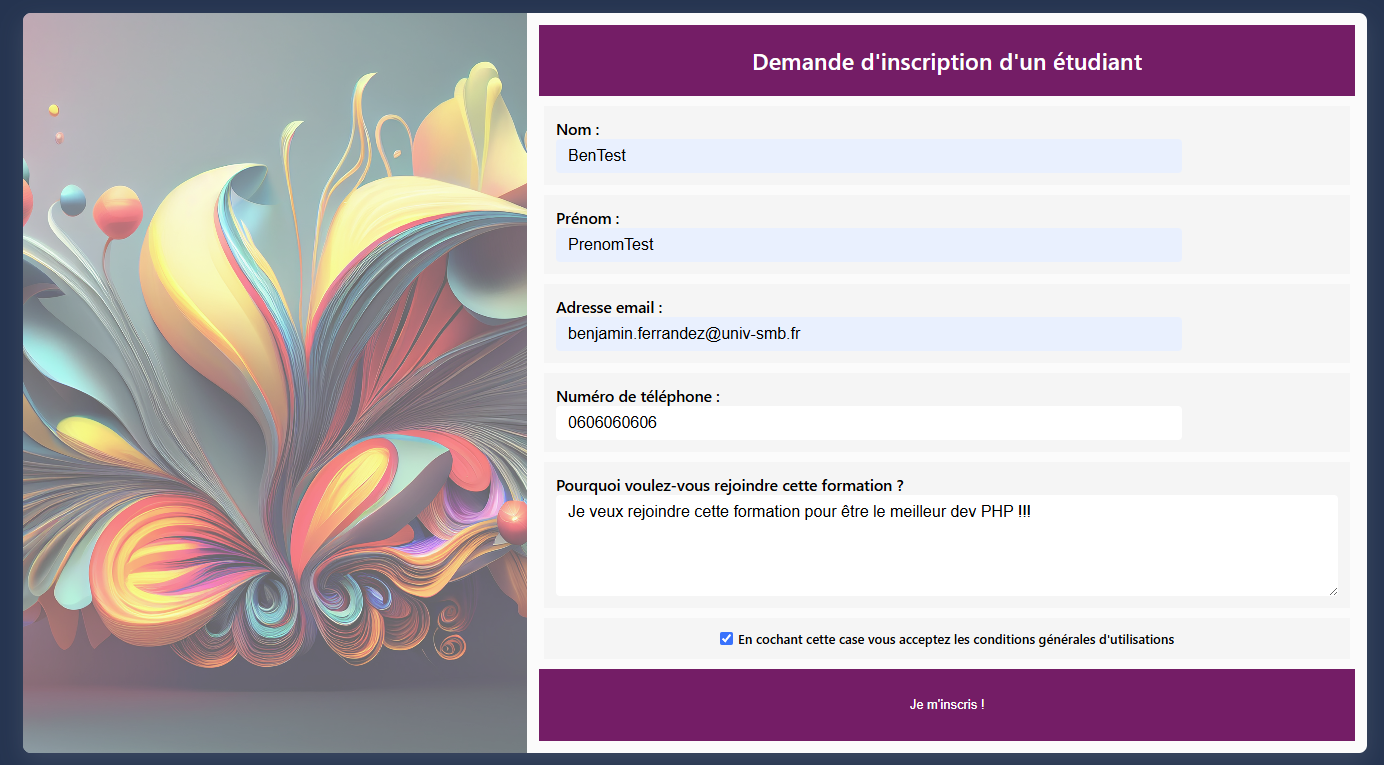 Demande d'inscription d'un étudiant
Nom :
BenTest
Prénom :
PrenomTest
Adresse email :
benjamin.ferrandez@univ-smb.fr
Numéro de téléphone :
0606060606
Pourquoi voulez-vous rejoindre cette formation ?
Je veux rejoindre cette formation pour être le meilleur dev PHP !!!
En cochant cette case vous acceptez les conditions générales d'utilisations
Je m'inscris !